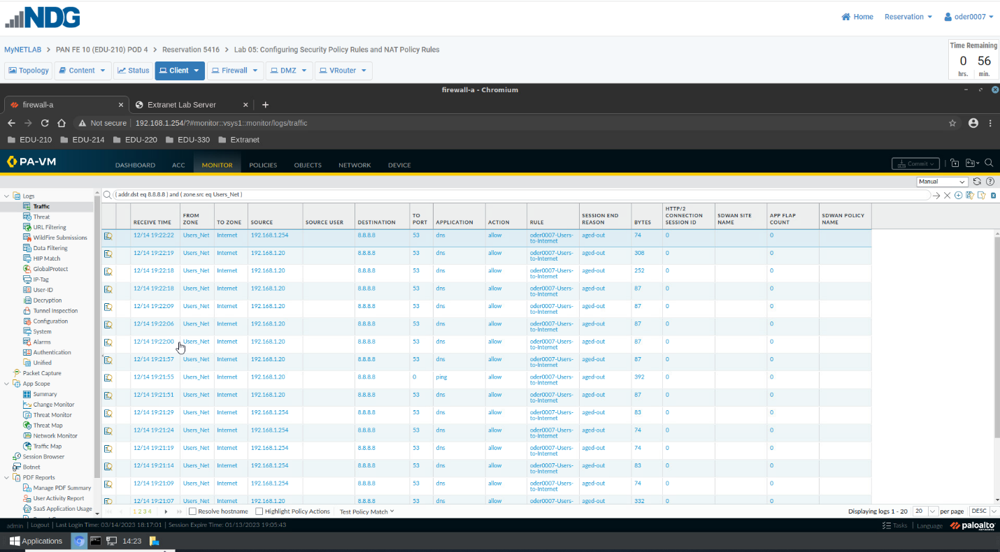 NDG
Home Reservation oder0007
MyNETLAB > PAN FE 10 (EDU-210) POD 4 > Reservation 5416 > Lab 05: Configuring Security Policy Rules and NAT Policy Rules
Time Remaining
0 56
hrs. min.
Topology Content Status Client Firewall DMZ VRouter
firewall-a - Chromium
firewall-a Extranet Lab Server
Not secure 192.168.1.254/?#monitor::vsys1::monitor/logs/traffic
EDU-210 EDU-214 EDU-220 EDU-330 Extranet
PA-VM
DASHBOARD ACC MONITOR POLICIES OBJECTS NETWORK DEVICE
Commit
Manual
( addr.dst eq 8.8.8.8 ) and ( zone.src eq Users_Net )
Logs
Traffic
Threat
URL Filtering
WildFire Submissions
Data Filtering
HIP Match
GlobalProtect
IP-Tag
User-ID
Decryption
Tunnel Inspection
Configuration
System
Alarms
Authentication
Unified
Packet Capture
App Scope
Summary
Change Monitor
Threat Monitor
Threat Map
Network Monitor
Traffic Map
Session Browser
Botnet
PDF Reports
Manage PDF Summary
User Activity Report
SaaS Application Usage
RECEIVE TIME FROM ZONE TO ZONE SOURCE SOURCE USER DESTINATION TO PORT APPLICATION ACTION RULE SESSION END REASON BYTES HTTP/2 CONNECTION SESSION ID SDWAN SITE NAME APP FLAP COUNT SDWAN POLICY NAME
12/14 19:22:22 Users_Net Internet 192.168.1.254 8.8.8.8 53 dns allow oder0007-Users-to-Internet aged-out 74 0 0
12/14 19:22:19 Users_Net Internet 192.168.1.20 8.8.8.8 53 dns allow oder0007-Users-to-Internet aged-out 308 0 0
12/14 19:22:18 Users_Net Internet 192.168.1.20 8.8.8.8 53 dns allow oder0007-Users-to-Internet aged-out 252 0 0
12/14 19:22:18 Users_Net Internet 192.168.1.20 8.8.8.8 53 dns allow oder0007-Users-to-Internet aged-out 87 0 0
12/14 19:22:09 Users_Net Internet 192.168.1.20 8.8.8.8 53 dns allow oder0007-Users-to-Internet aged-out 87 0 0
12/14 19:22:06 Users_Net Internet 192.168.1.20 8.8.8.8 53 dns allow oder0007-Users-to-Internet aged-out 87 0 0
12/14 19:22:00 Users_Net Internet 192.168.1.20 8.8.8.8 53 dns allow oder0007-Users-to-Internet aged-out 87 0 0
12/14 19:21:57 Users_Net Internet 192.168.1.20 8.8.8.8 53 dns allow oder0007-Users-to-Internet aged-out 87 0 0
12/14 19:21:55 Users_Net Internet 192.168.1.20 8.8.8.8 0 ping allow oder0007-Users-to-Internet aged-out 392 0 0
12/14 19:21:51 Users_Net Internet 192.168.1.20 8.8.8.8 53 dns allow oder0007-Users-to-Internet aged-out 87 0 0
12/14 19:21:29 Users_Net Internet 192.168.1.254 8.8.8.8 53 dns allow oder0007-Users-to-Internet aged-out 83 0 0
12/14 19:21:24 Users_Net Internet 192.168.1.254 8.8.8.8 53 dns allow oder0007-Users-to-Internet aged-out 74 0 0
12/14 19:21:19 Users_Net Internet 192.168.1.254 8.8.8.8 53 dns allow oder0007-Users-to-Internet aged-out 74 0 0
12/14 19:21:14 Users_Net Internet 192.168.1.254 8.8.8.8 53 dns allow oder0007-Users-to-Internet aged-out 83 0 0
12/14 19:21:09 Users_Net Internet 192.168.1.254 8.8.8.8 53 dns allow oder0007-Users-to-Internet aged-out 74 0 0
12/14 19:21:07 Users_Net Internet 192.168.1.20 8.8.8.8 53 dns allow oder0007-Users- aged-out 332 0 0
1 2 3 4 Resolve hostname Highlight Policy Actions Test Policy Match Displaying logs 1 - 20 20 per page DESC
admin | Logout | Last Login Time: 03/14/2023 18:17:01 | Session Expire Time: 01/13/2023 19:05:43 Tasks | Language paloalto NETWORKS
Applications 14:23